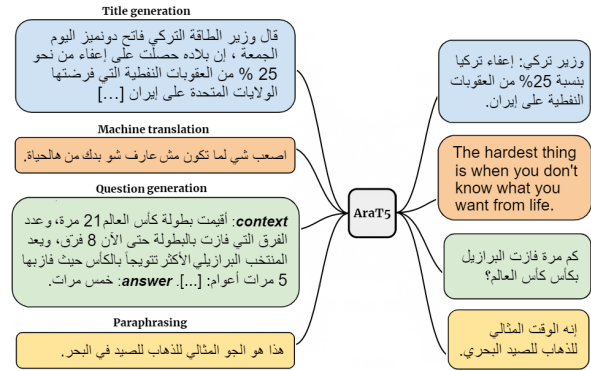 Title generation
قال وزير الطاقة التركي فاتح دونميز اليوم
الجمعة ، إن بلاده حصلت على إعفاء من نحو
25 % من العقوبات النفطية التي فرضتها
الولايات المتحدة على إيران [...]
Machine translation
اصعب شي لما تكون مش عارف شو بدك من هالحياة.
Question generation
context: أقيمت بطولة كأس العالم21 مرة، وعدد
الفرق التي فازت بالبطولة حتى الآن 8 فرق، ويعد
المنتخب البرازيلي الأكثر تتويجاً بالكأس حيث فازبها
5 مرات أعوام: [...]. answer: خمس مرات.
Paraphrasing
هذا هو الجو المثالي للذهاب للصيد في البحر.
AraT5
وزير تركي: إعفاء تركيا
بنسبة 25% من العقوبات
النفطية على إيران.
The hardest thing
is when you don't
know what you
want from life.
كم مرة فازت البرازيل
بكأس كأس العالم؟
إنه الوقت المثالي
للذهاب للصيد البحري.